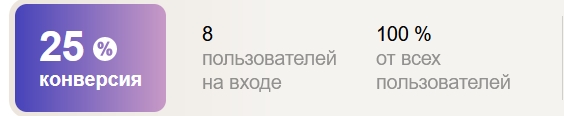 25 %
конверсия
8
пользователей
на входе
100 %
от всех
пользователей